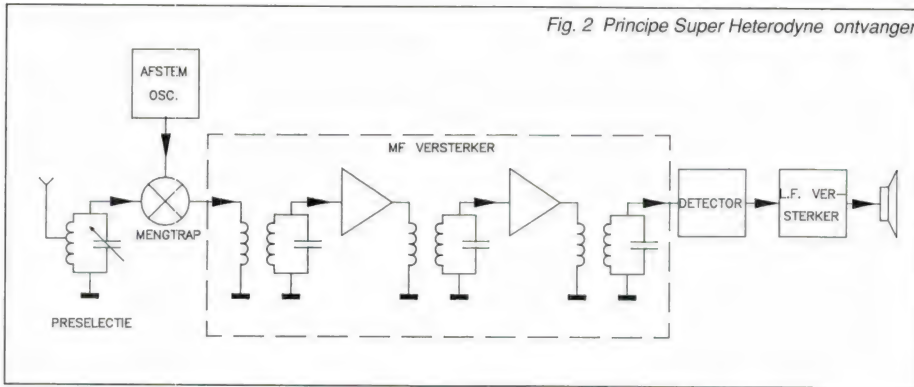 Fig. 2 Principe Super Heterodyne ontvanger
AFSTEM
OSC.
MF VERSTERKER
MENGTRAP
PRESELECTIE
DETECTOR
L.F. VER-
STERKER